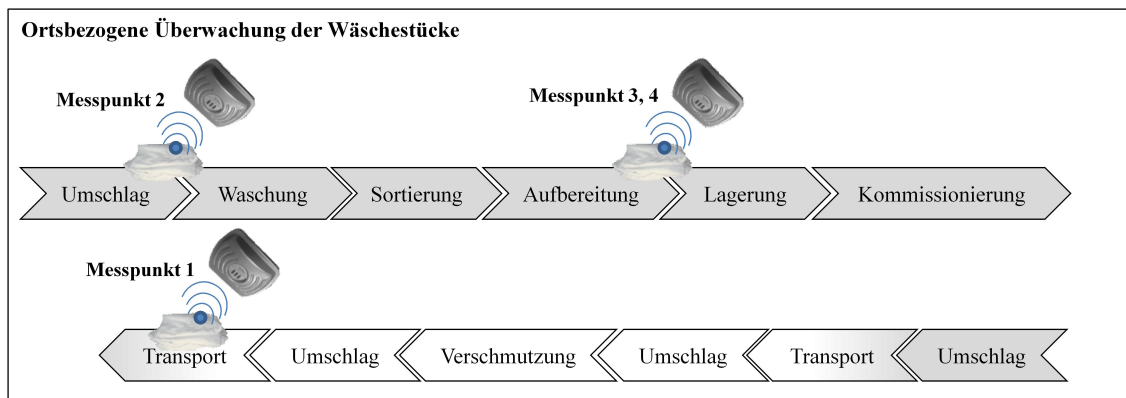 Ortsbezogene Überwachung der Wäschestücke
Messpunkt 2
Messpunkt 3, 4
Umschlag
Waschung
Sortierung
Aufbereitung
Lagerung
Kommissionierung
Messpunkt 1
Transport
Umschlag
Verschmutzung
Umschlag
Transport
Umschlag